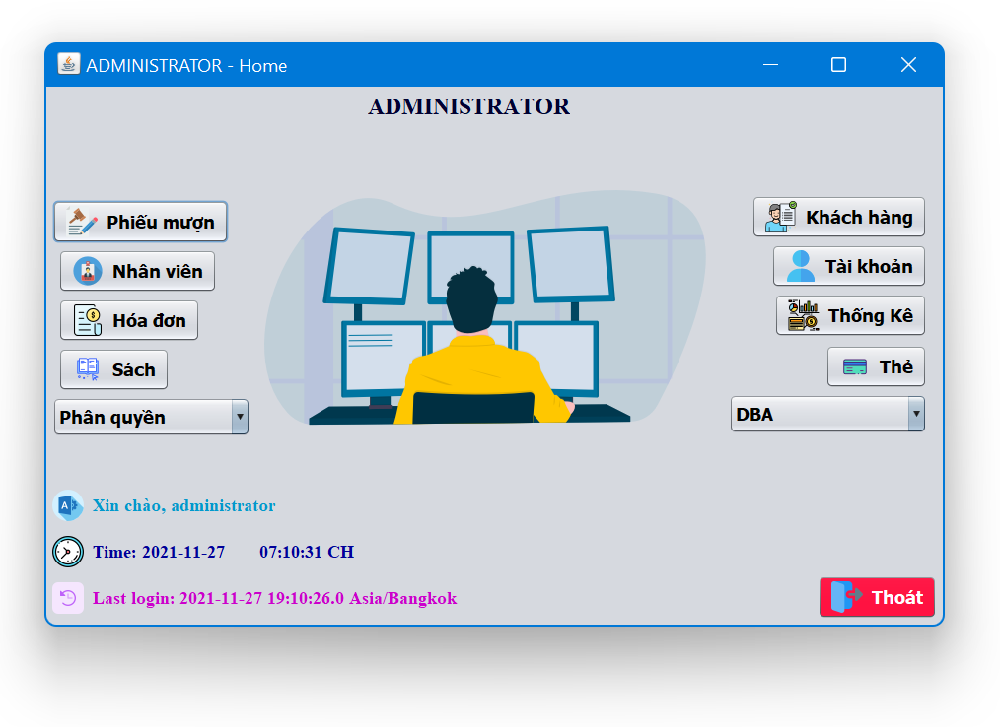 ADMINISTRATOR - Home
ADMINISTRATOR
Phiếu mượn
Nhân viên
Hóa đơn
Sách
Phân quyền
Khách hàng
Tài khoản
Thống Kê
Thẻ
DBA
Xin chào, administrator
Time: 2021-11-27 07:10:31 CH
Last login: 2021-11-27 19:10:26.0 Asia/Bangkok
Thoát